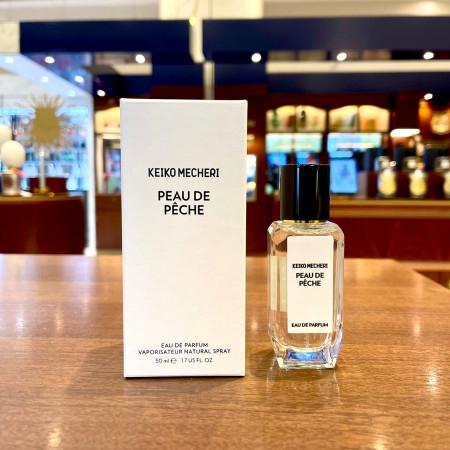 KEIKO MECHERI
PEAU DE
PÊCHE
EAU DE PARFUM
VAPORISATEUR NATURAL SPRAY
50 ml ℮ 1.7 US FL. OZ.
KEIKO MECHERI
PEAU DE
PÊCHE
EAU DE PARFUM